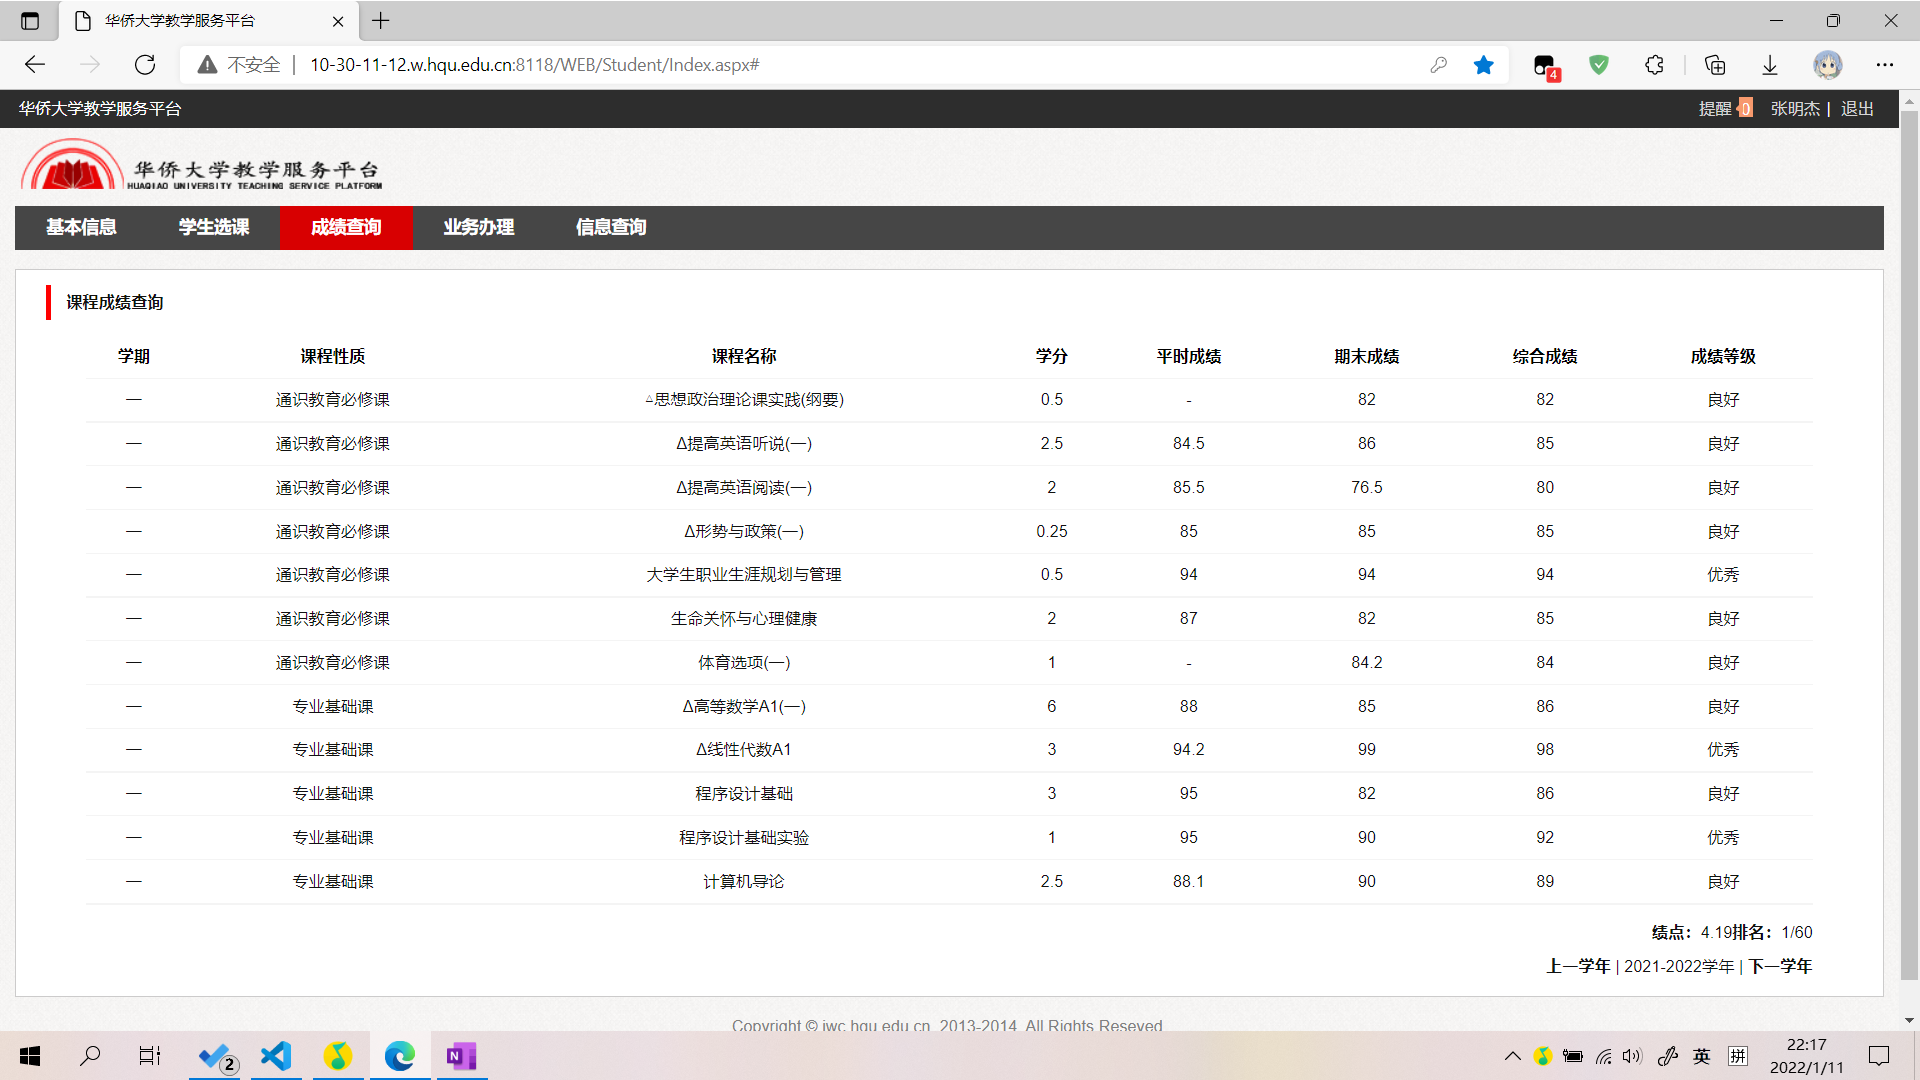 华侨大学教学服务平台
不安全 | 10-30-11-12.w.hqu.edu.cn:8118/WEB/Student/Index.aspx#
4
华侨大学教学服务平台 提醒 0 张明杰 | 退出
华侨大学教学服务平台
HUAQIAO UNIVERSITY TEACHING SERVICE PLATFORM
基本信息 学生选课 成绩查询 业务办理 信息查询
课程成绩查询
学期 课程性质 课程名称 学分 平时成绩 期末成绩 综合成绩 成绩等级
一 通识教育必修课 △思想政治理论课实践(纲要) 0.5 - 82 82 良好
一 通识教育必修课 Δ提高英语听说(一) 2.5 84.5 86 85 良好
一 通识教育必修课 Δ提高英语阅读(一) 2 85.5 76.5 80 良好
一 通识教育必修课 Δ形势与政策(一) 0.25 85 85 85 良好
一 通识教育必修课 大学生职业生涯规划与管理 0.5 94 94 94 优秀
一 通识教育必修课 生命关怀与心理健康 2 87 82 85 良好
一 通识教育必修课 体育选项(一) 1 - 84.2 84 良好
一 专业基础课 Δ高等数学A1(一) 6 88 85 86 良好
一 专业基础课 Δ线性代数A1 3 94.2 99 98 优秀
一 专业基础课 程序设计基础 3 95 82 86 良好
一 专业基础课 程序设计基础实验 1 95 90 92 优秀
一 专业基础课 计算机导论 2.5 88.1 90 89 良好
绩点：4.19排名：1/60
上一学年 | 2021-2022学年 | 下一学年
Copyright © jwc.hqu.edu.cn, 2013-2014, All Rights Reseved
2 N 英 拼 22:17
2022/1/11